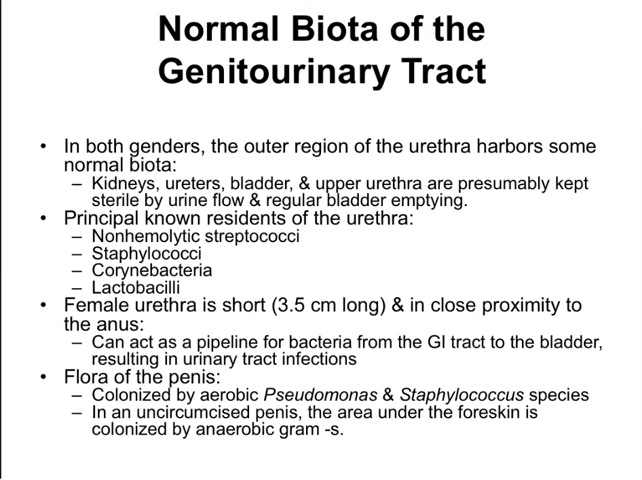 Normal Biota of the
Genitourinary Tract
• In both genders, the outer region of the urethra harbors some
normal biota:
– Kidneys, ureters, bladder, & upper urethra are presumably kept
sterile by urine flow & regular bladder emptying.
• Principal known residents of the urethra:
– Nonhemolytic streptococci
– Staphylococci
– Corynebacteria
– Lactobacilli
• Female urethra is short (3.5 cm long) & in close proximity to
the anus:
– Can act as a pipeline for bacteria from the GI tract to the bladder,
resulting in urinary tract infections
• Flora of the penis:
– Colonized by aerobic Pseudomonas & Staphylococcus species
– In an uncircumcised penis, the area under the foreskin is
colonized by anaerobic gram -s.